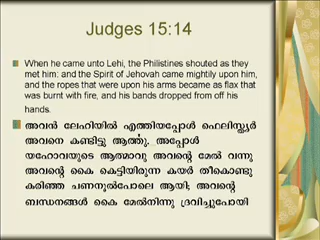 Judges 15:14
When he came unto Lehi, the Philistines shouted as they
met him: and the Spirit of Jehovah came mightily upon him,
and the ropes that were upon his arms became as flax that
was burnt with fire, and his bands dropped from off his
hands.
അവൻ ലേഹിയിൽ എത്തിയപ്പോൾ ഫെലിസ്ത്യർ
അവനെ കണ്ടിട്ടു ആർത്തു. അപ്പോൾ
യഹോവയുടെ ആത്മാവു അവന്റെ മേൽ വന്നു
അവന്റെ കൈ കെട്ടിയിരുന്ന കയർ തീകൊണ്ടു
കരിഞ്ഞ ചണനൂൽപോലെ ആയി; അവന്റെ
ബന്ധനങ്ങൾ കൈ മേൽനിന്നു ദ്രവിച്ചുപോയി